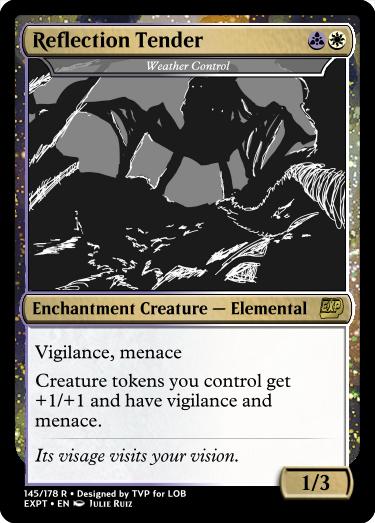 Reflection Tender
Weather Control
Enchantment Creature — Elemental
EXP
Vigilance, menace
Creature tokens you control get
+1/+1 and have vigilance and
menace.
Its visage visits your vision.
1/3
145/178 R • Designed by TVP for LOB
EXPT • EN Julie Ruiz